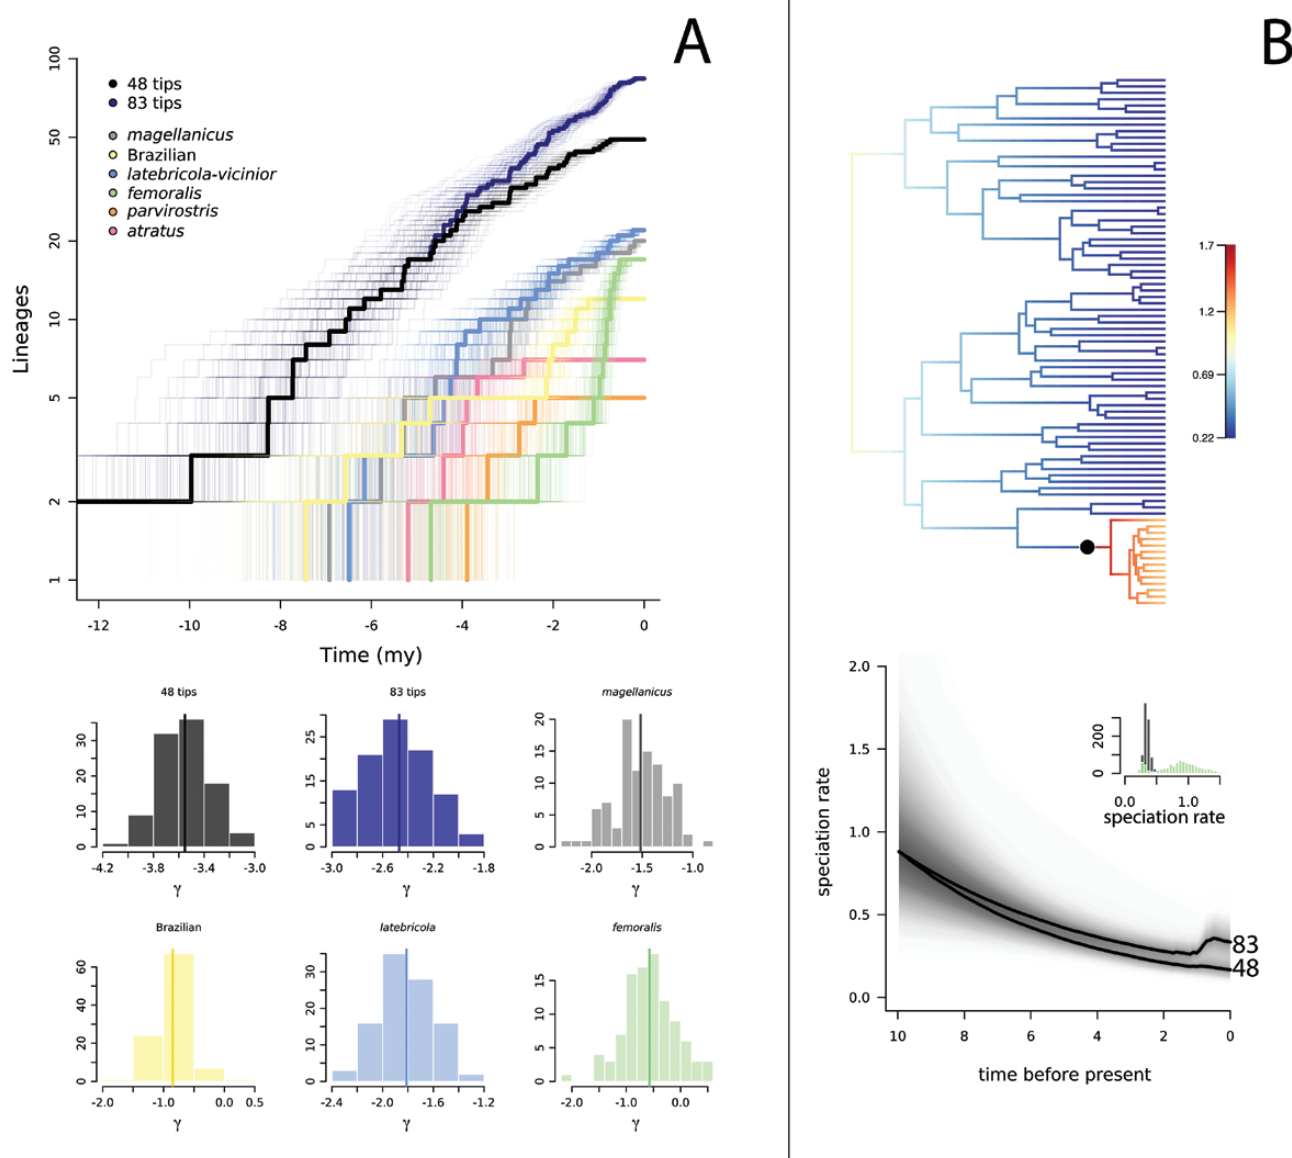 A
100
50
20
10
5
2
1
Lineages
48 tips
83 tips
magellanicus
Brazilian
latebricola-vicinior
femoralis
parvirostris
atratus
-12 -10 -8 -6 -4 -2 0
Time (my)
48 tips
30
20
10
0
-4.2 -3.8 -3.4 -3.0
γ
83 tips
25
15
5
0
-3.0 -2.6 -2.2 -1.8
γ
magellanicus
20
15
10
5
0
-2.0 -1.5 -1.0
γ
Brazilian
60
40
20
0
-2.0 -1.0 0.0 0.5
γ
latebricola
30
20
10
0
-2.4 -2.0 -1.6 -1.2
γ
femoralis
15
10
5
0
-2.0 -1.0 0.0
γ
B
1.7
1.2
0.69
0.22
2.0
1.5
1.0
0.5
0.0
speciation rate
200
0
0.0 1.0
speciation rate
83
48
10 8 6 4 2 0
time before present